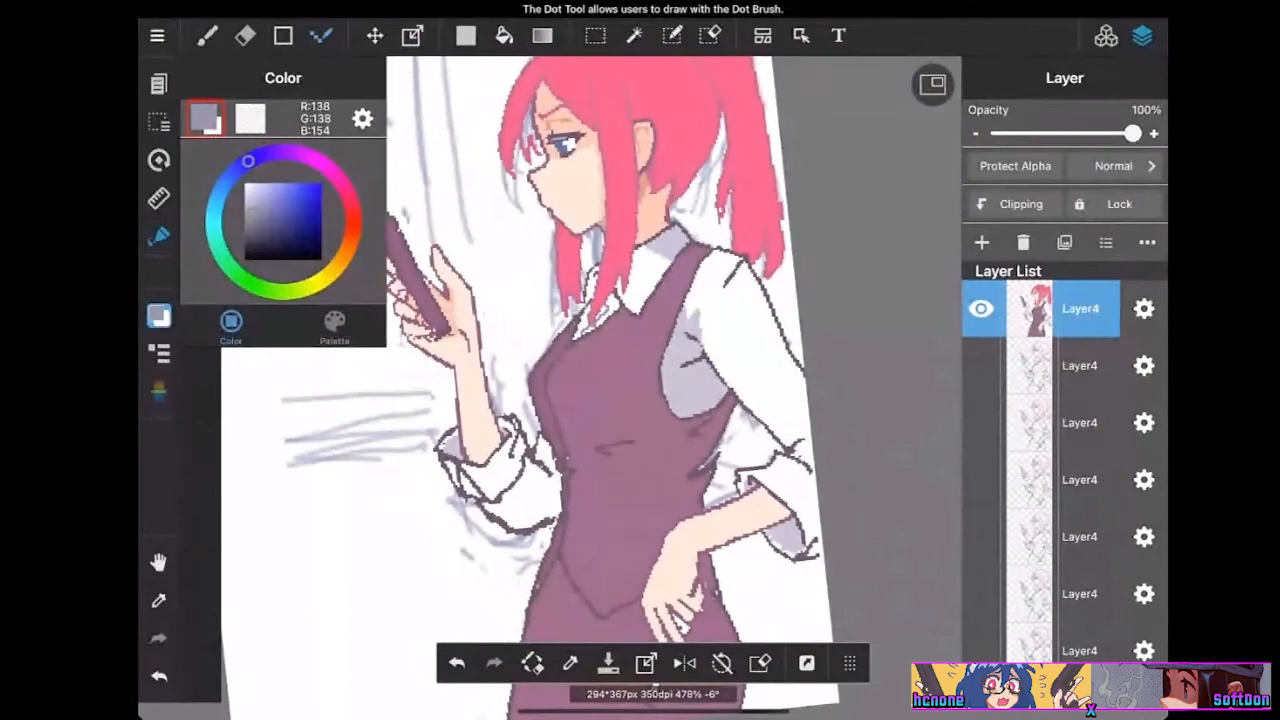 The Dot Tool allows users to draw with the Dot Brush.
T
Color
Layer
R:138
G:138
B:154
Opacity
100%
-
+
Protect Alpha
Normal
Clipping
Lock
Layer List
Layer4
Color
Palette
Layer4
Layer4
Layer4
Layer4
Layer4
Layer4
294*367px 350dpi 478% -6°
hcnone
X
SoftDon